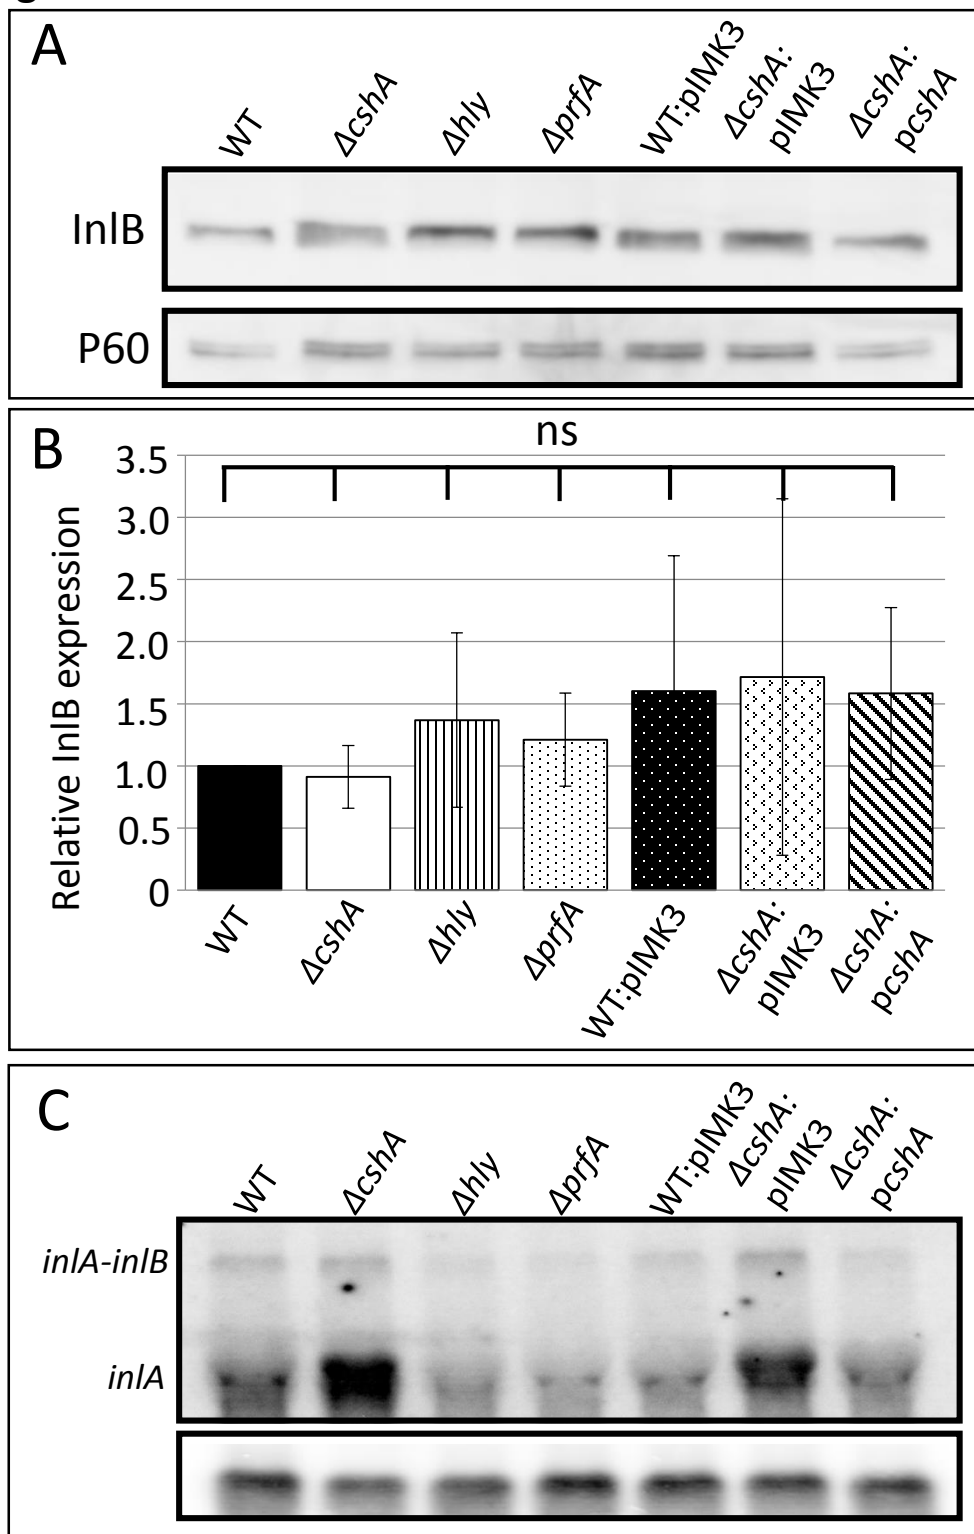 A
WT
ΔcshA
Δhly
ΔprfA
WT:pIMK3
ΔcshA:
pIMK3
ΔcshA:
pcshA
InlB
P60
B
ns
Relative InlB expression
3.5
3.0
2.5
2.0
1.5
1.0
0.5
0
WT
ΔcshA
Δhly
ΔprfA
WT:pIMK3
ΔcshA:
pIMK3
ΔcshA:
pcshA
C
WT
ΔcshA
Δhly
ΔprfA
WT:pIMK3
ΔcshA:
pIMK3
ΔcshA:
pcshA
inlA-inlB
inlA